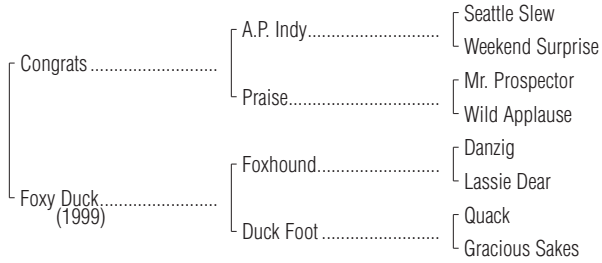 Seattle Slew
A.P. Indy..............................
Weekend Surprise
Congrats.............................
Mr. Prospector
Praise...................................
Wild Applause
Danzig
Foxhound............................
Lassie Dear
Foxy Duck..........................
(1999)
Quack
Duck Foot...........................
Gracious Sakes